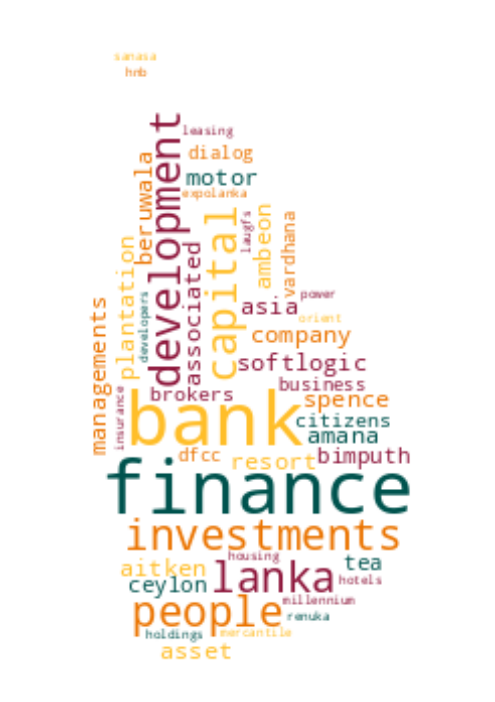 sanasa
hnb
leasing
development
dialog
beruwala
motor
expolanka
capital
ambeon
laugfs
vardhana
plantation
associated
developers
power
asia
orient
managements
company
softlogic
business
insurance
brokers
bank
spence
citizens
amana
dfcc
resort
bimputh
finance
investments
housing
aitken
tea
ceylon
lanka
hotels
people
millennium
renuka
holdings
mercantile
asset